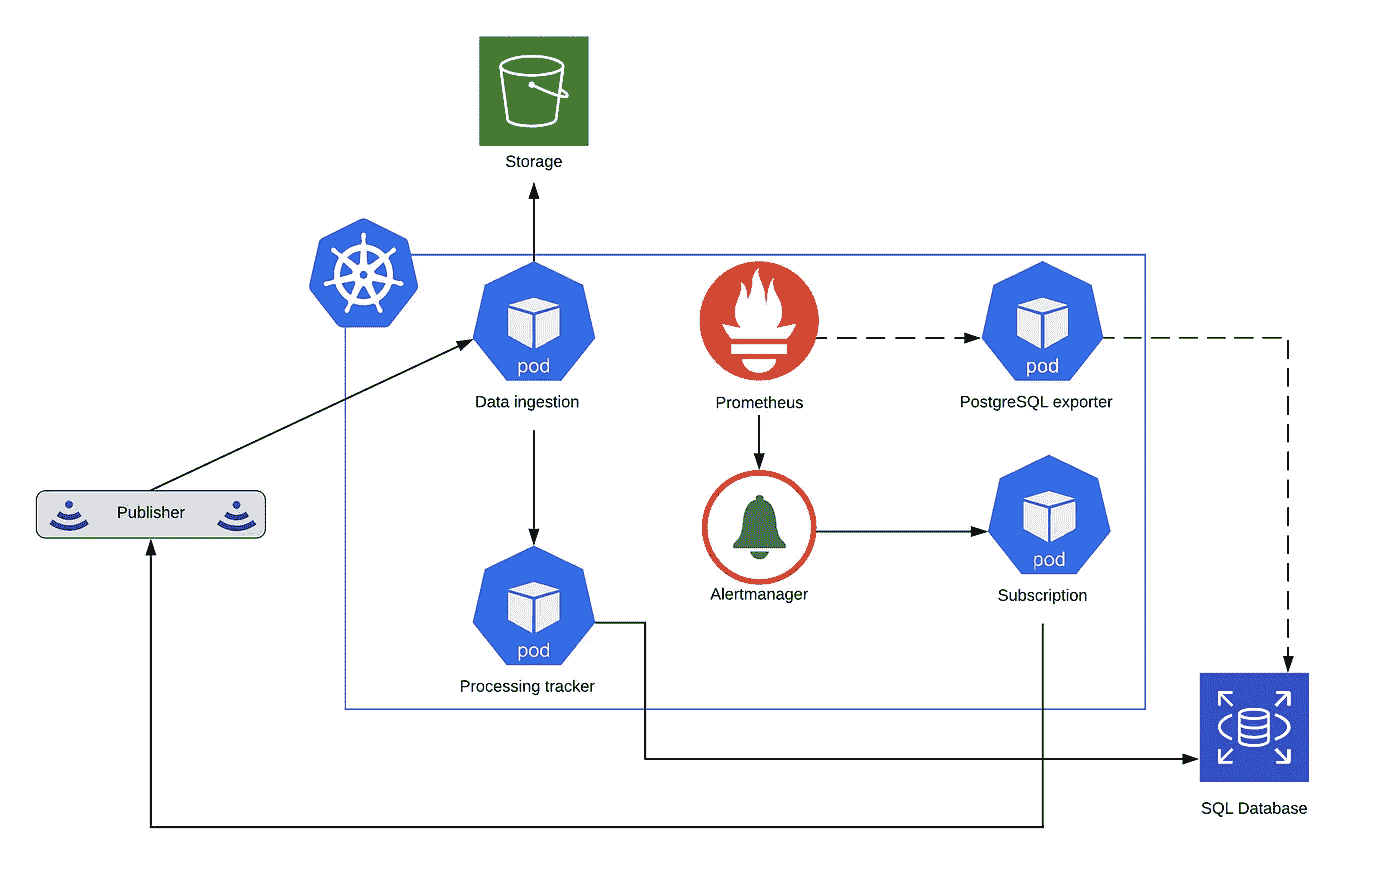 Storage
pod
pod
Data ingestion
Prometheus
PostgreSQL exporter
Publisher
pod
Alertmanager
Subscription
pod
Processing tracker
SQL Database